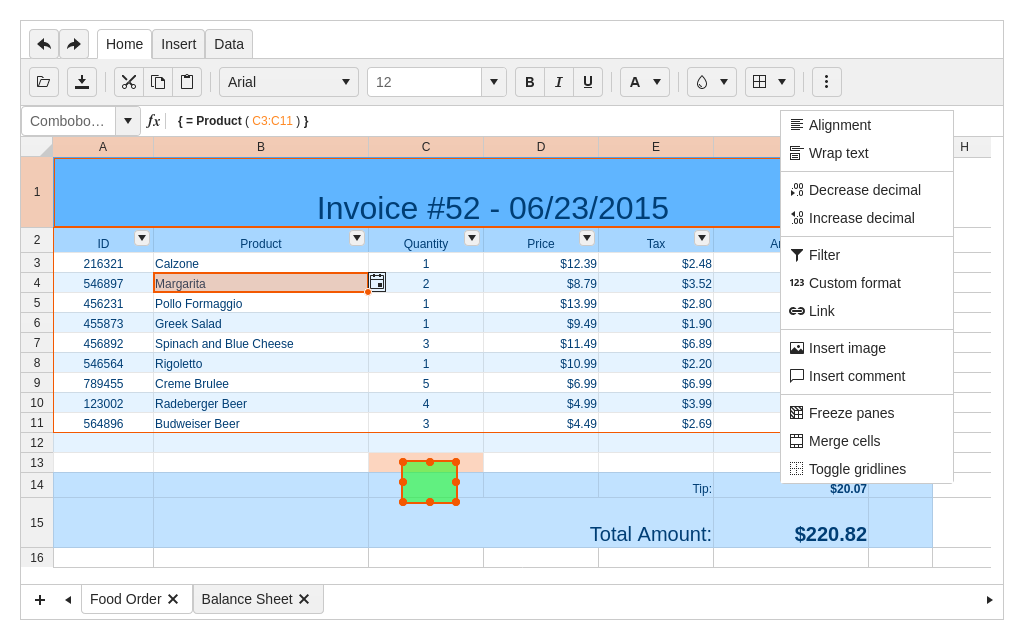 Home Insert Data
Arial 12 B I U A
Combobo... fx { = Product ( C3:C11 ) }
A B C D E H
1 Invoice #52 - 06/23/2015
2 ID Product Quantity Price Tax
3 216321 Calzone 1 $12.39 $2.48
4 546897 Margarita 2 $8.79 $3.52
5 456231 Pollo Formaggio 1 $13.99 $2.80
6 455873 Greek Salad 1 $9.49 $1.90
7 456892 Spinach and Blue Cheese 3 $11.49 $6.89
8 546564 Rigoletto 1 $10.99 $2.20
9 789455 Creme Brulee 5 $6.99 $6.99
10 123002 Radeberger Beer 4 $4.99 $3.99
11 564896 Budweiser Beer 3 $4.49 $2.69
12
13
14 Tip: $20.07
15 Total Amount: $220.82
16
Alignment
Wrap text
.00 .0 Decrease decimal
.0 .00 Increase decimal
Filter
123 Custom format
Link
Insert image
Insert comment
Freeze panes
Merge cells
Toggle gridlines
Food Order Balance Sheet